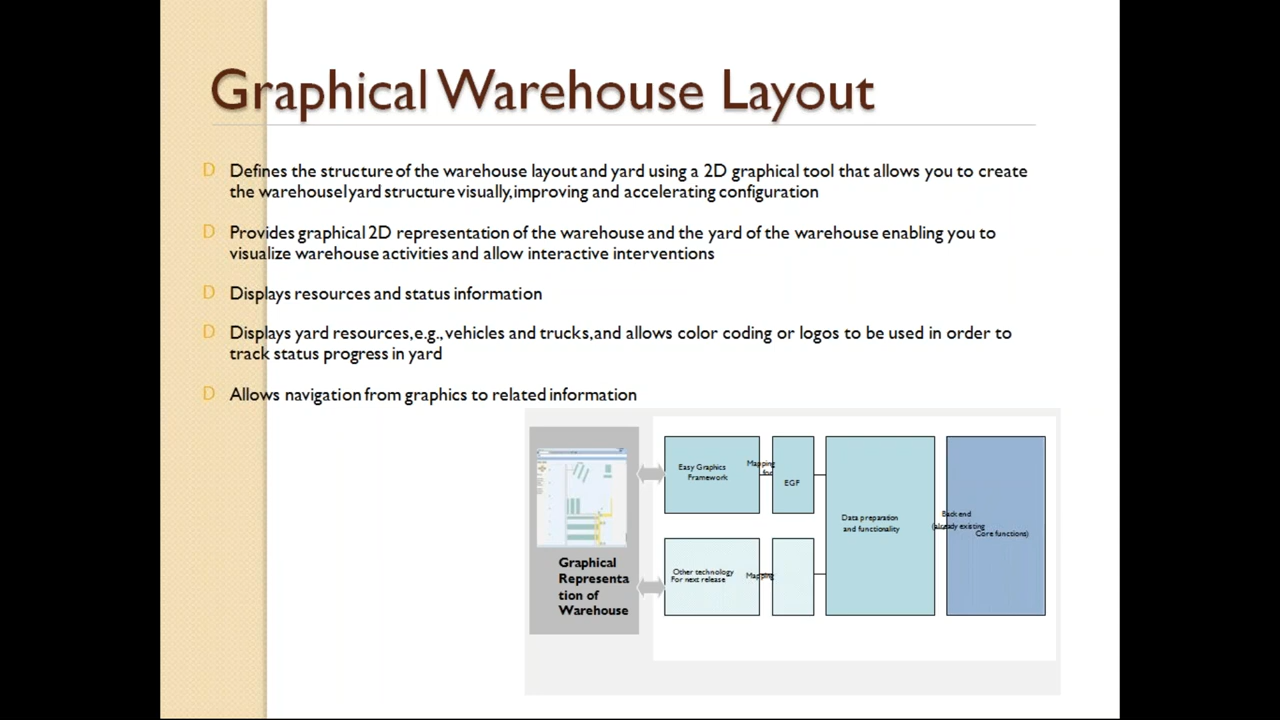 Graphical Warehouse Layout
D Defines the structure of the warehouse layout and yard using a 2D graphical tool that allows you to create
the warehouselyard structure visually,improving and accelerating configuration
D Provides graphical 2D representation of the warehouse and the yard of the warehouse enabling you to
visualize warehouse activities and allow interactive interventions
D Displays resources and status information
D Displays yard resources,e.g., vehicles and trucks,and allows color coding or logos to be used in order to
track status progress in yard
D Allows navigation from graphics to related information
Graphical
Representa
tion of
Warehouse
Easy Graphics
Framework
Mapping
for
EGF
Other technology
For next release
Mapping
Data preparation
and functionality
Back end
(already existing
Core functions)